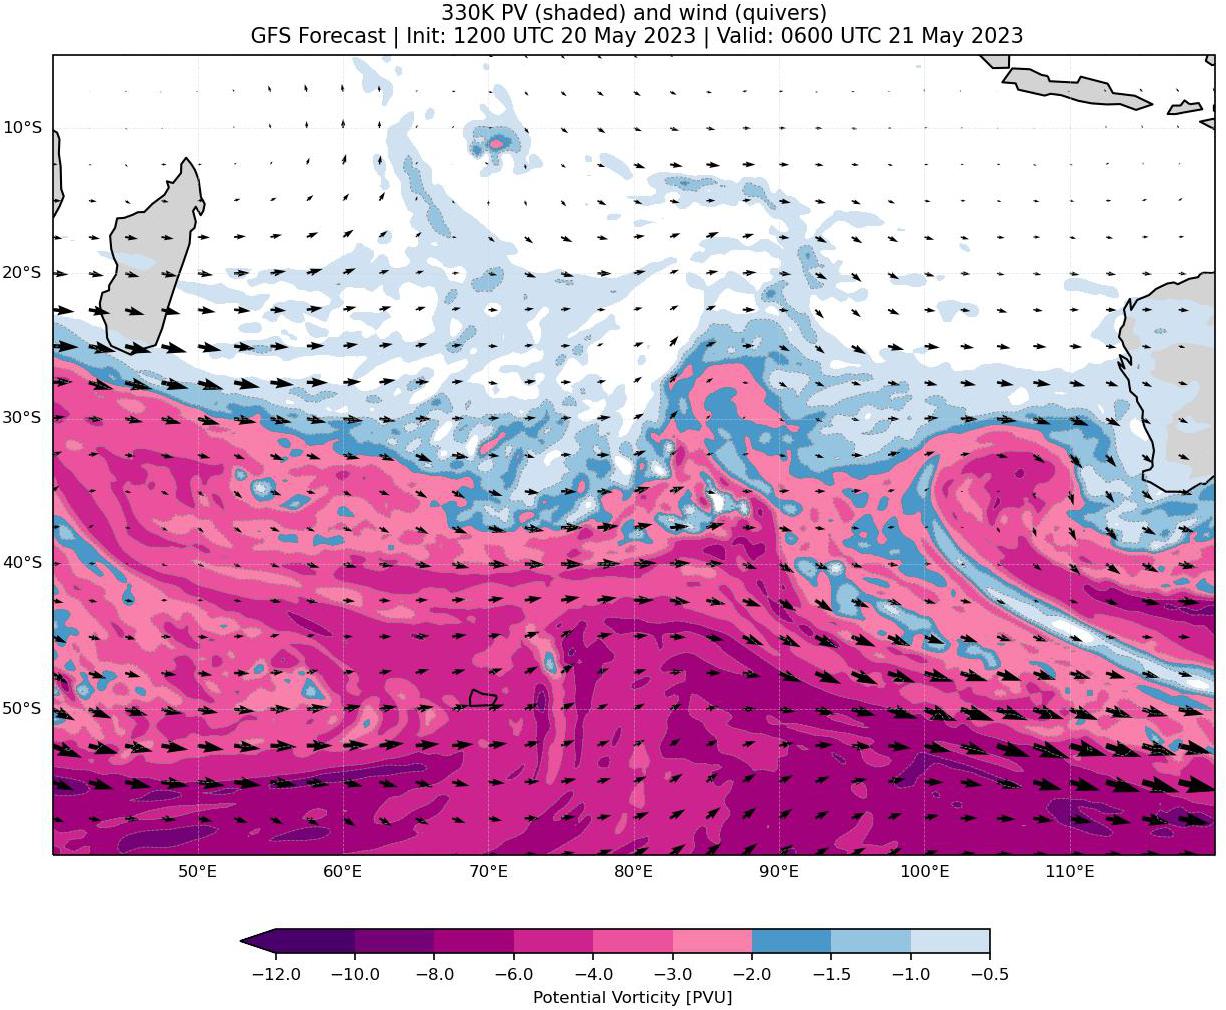 330K PV (shaded) and wind (quivers)
GFS Forecast | Init: 1200 UTC 20 May 2023 | Valid: 0600 UTC 21 May 2023
10°S
20°S
30°S
40°S
50°S
50°E 60°E 70°E 80°E 90°E 100°E 110°E
−12.0 −10.0 −8.0 −6.0 −4.0 −3.0 −2.0 −1.5 −1.0 −0.5
Potential Vorticity [PVU]